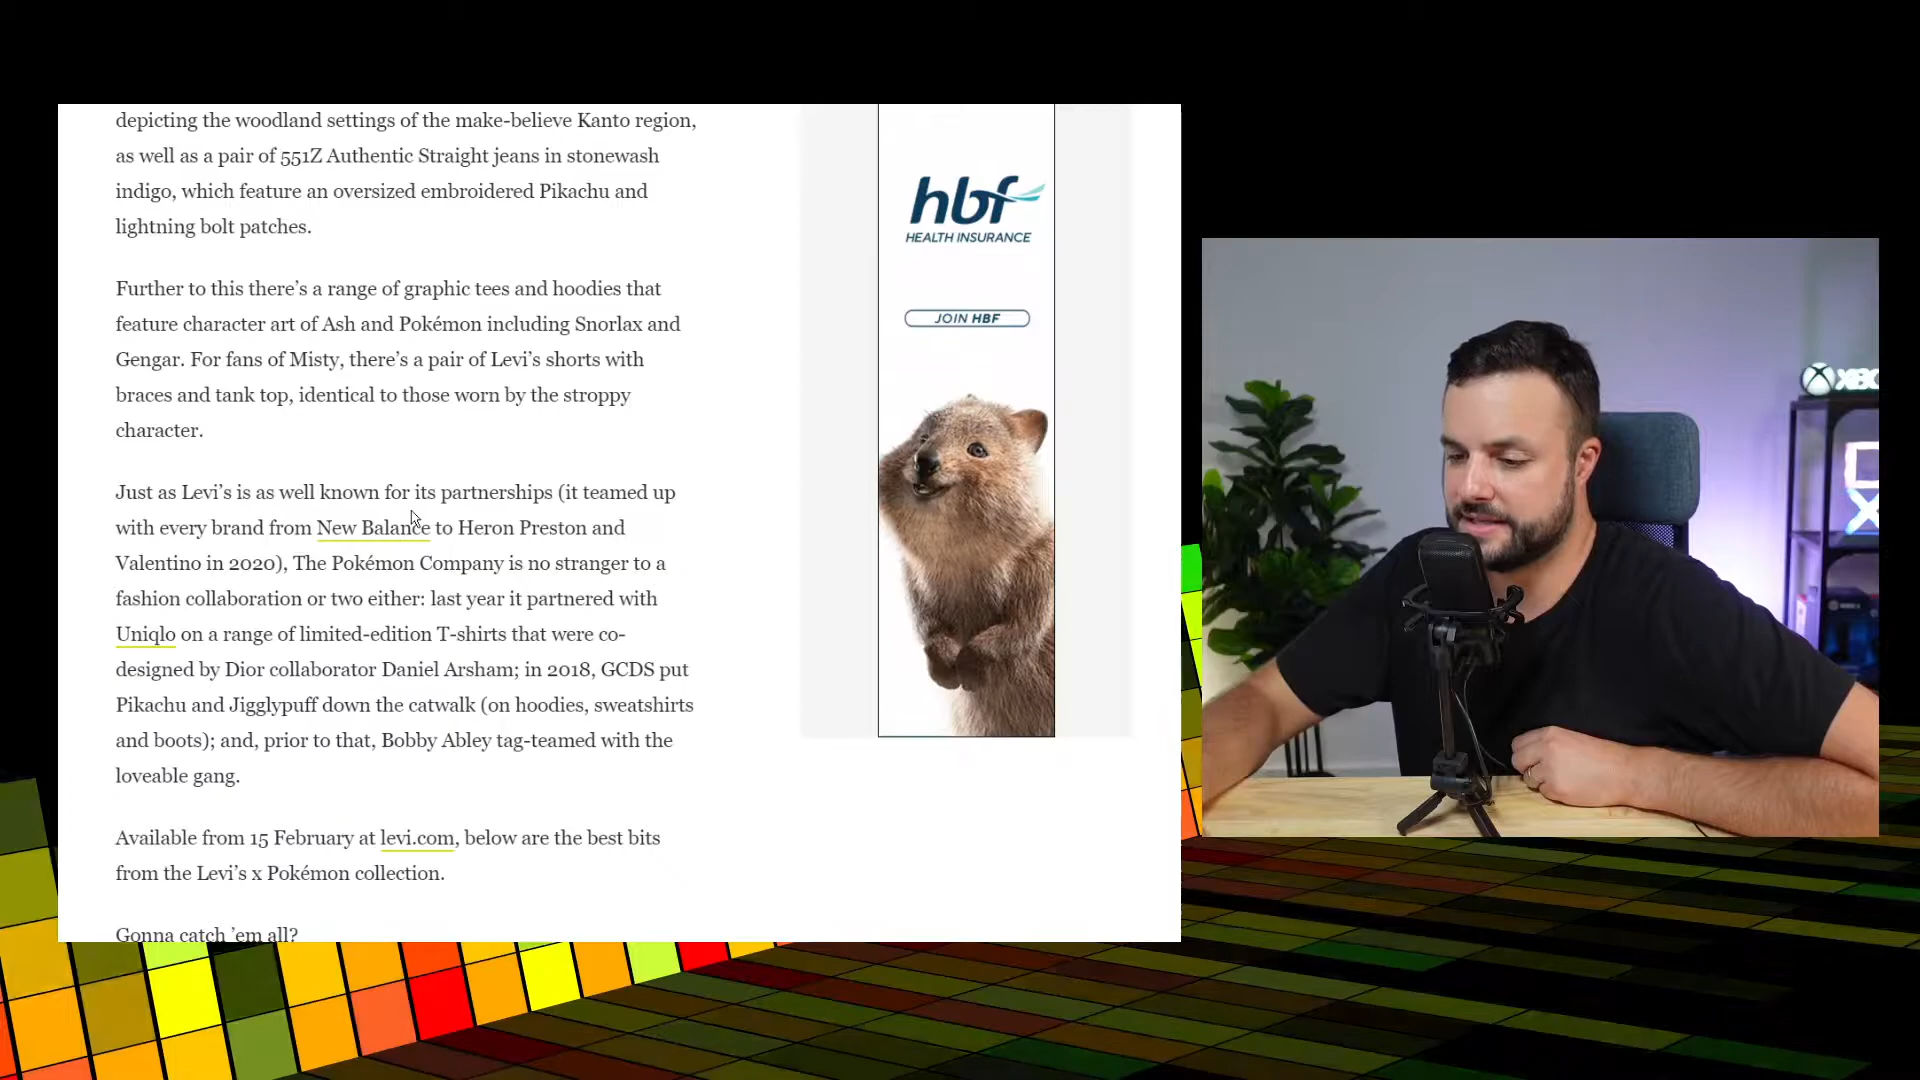 depicting the woodland settings of the make-believe Kanto region,
as well as a pair of 551Z Authentic Straight jeans in stonewash
indigo, which feature an oversized embroidered Pikachu and
lightning bolt patches.
Further to this there’s a range of graphic tees and hoodies that
feature character art of Ash and Pokémon including Snorlax and
Gengar. For fans of Misty, there’s a pair of Levi’s shorts with
braces and tank top, identical to those worn by the stroppy
character.
Just as Levi’s is as well known for its partnerships (it teamed up
with every brand from New Balance to Heron Preston and
Valentino in 2020), The Pokémon Company is no stranger to a
fashion collaboration or two either: last year it partnered with
Uniqlo on a range of limited-edition T-shirts that were co-
designed by Dior collaborator Daniel Arsham; in 2018, GCDS put
Pikachu and Jigglypuff down the catwalk (on hoodies, sweatshirts
and boots); and, prior to that, Bobby Abley tag-teamed with the
loveable gang.
Available from 15 February at levi.com, below are the best bits
from the Levi’s x Pokémon collection.
Gonna catch ’em all?
hbf
HEALTH INSURANCE
JOIN HBF